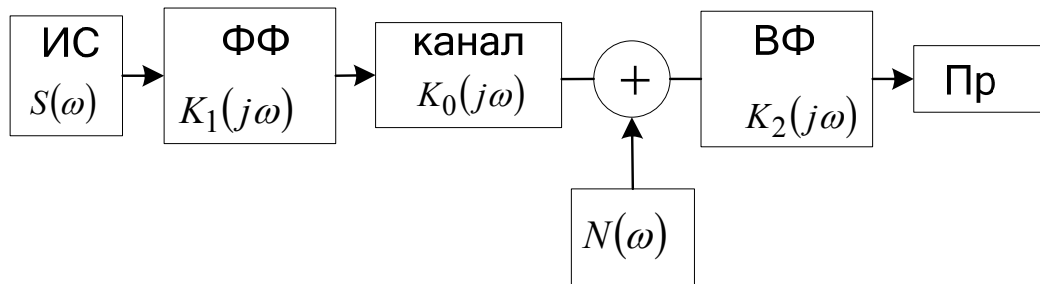 ИС
S(ω)
ФФ
K₁(jω)
канал
K₀(jω)
+
N(ω)
ВФ
K₂(jω)
Пр